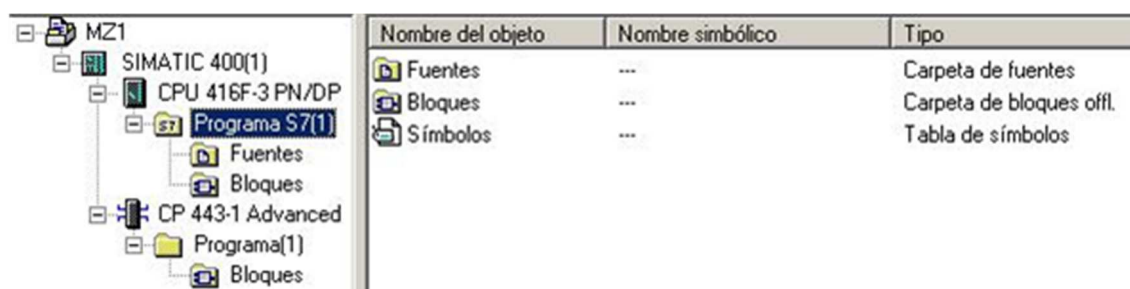 MZ1
SIMATIC 400(1)
CPU 416F-3 PN/DP
S7 Programa S7(1)
Fuentes
Bloques
CP 443-1 Advanced
Programa(1)
Bloques
Nombre del objeto Nombre simbólico Tipo
Fuentes --- Carpeta de fuentes
Bloques --- Carpeta de bloques offl.
Símbolos --- Tabla de símbolos